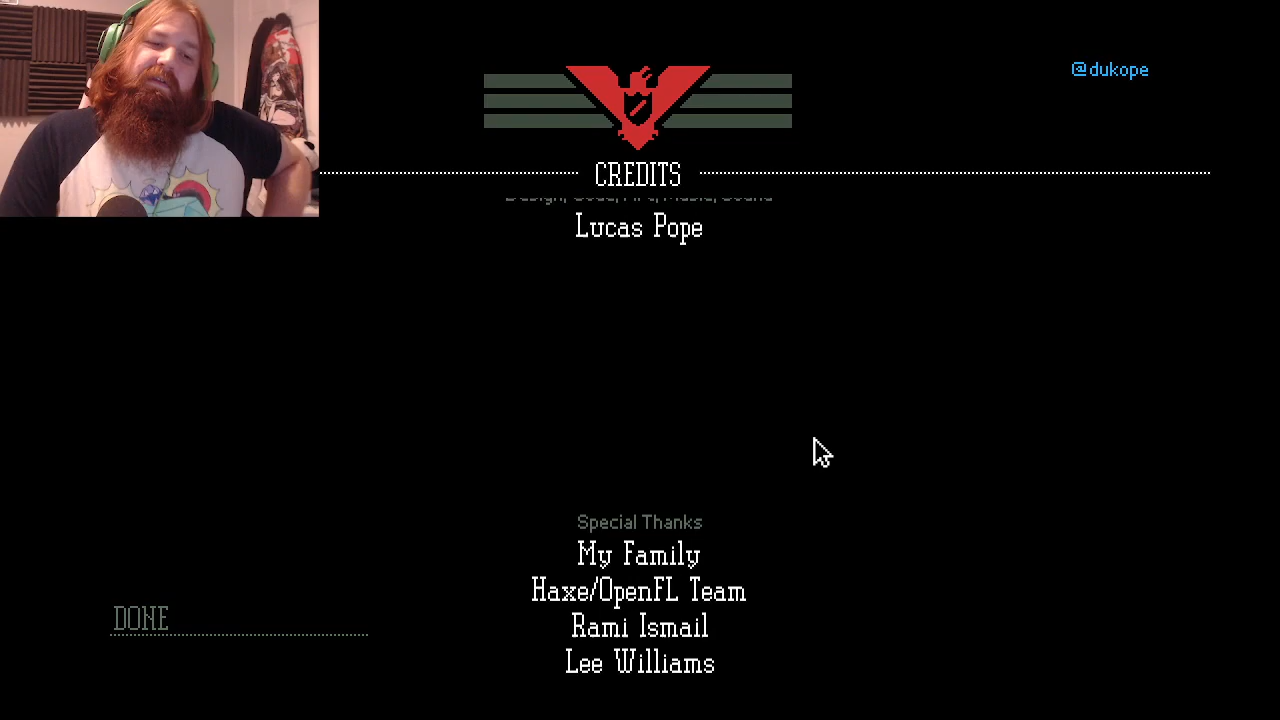 @dukope
CREDITS
Lucas Pope
Special Thanks
My Family
Haxe/OpenFL Team
Rami Ismail
Lee Williams
DONE